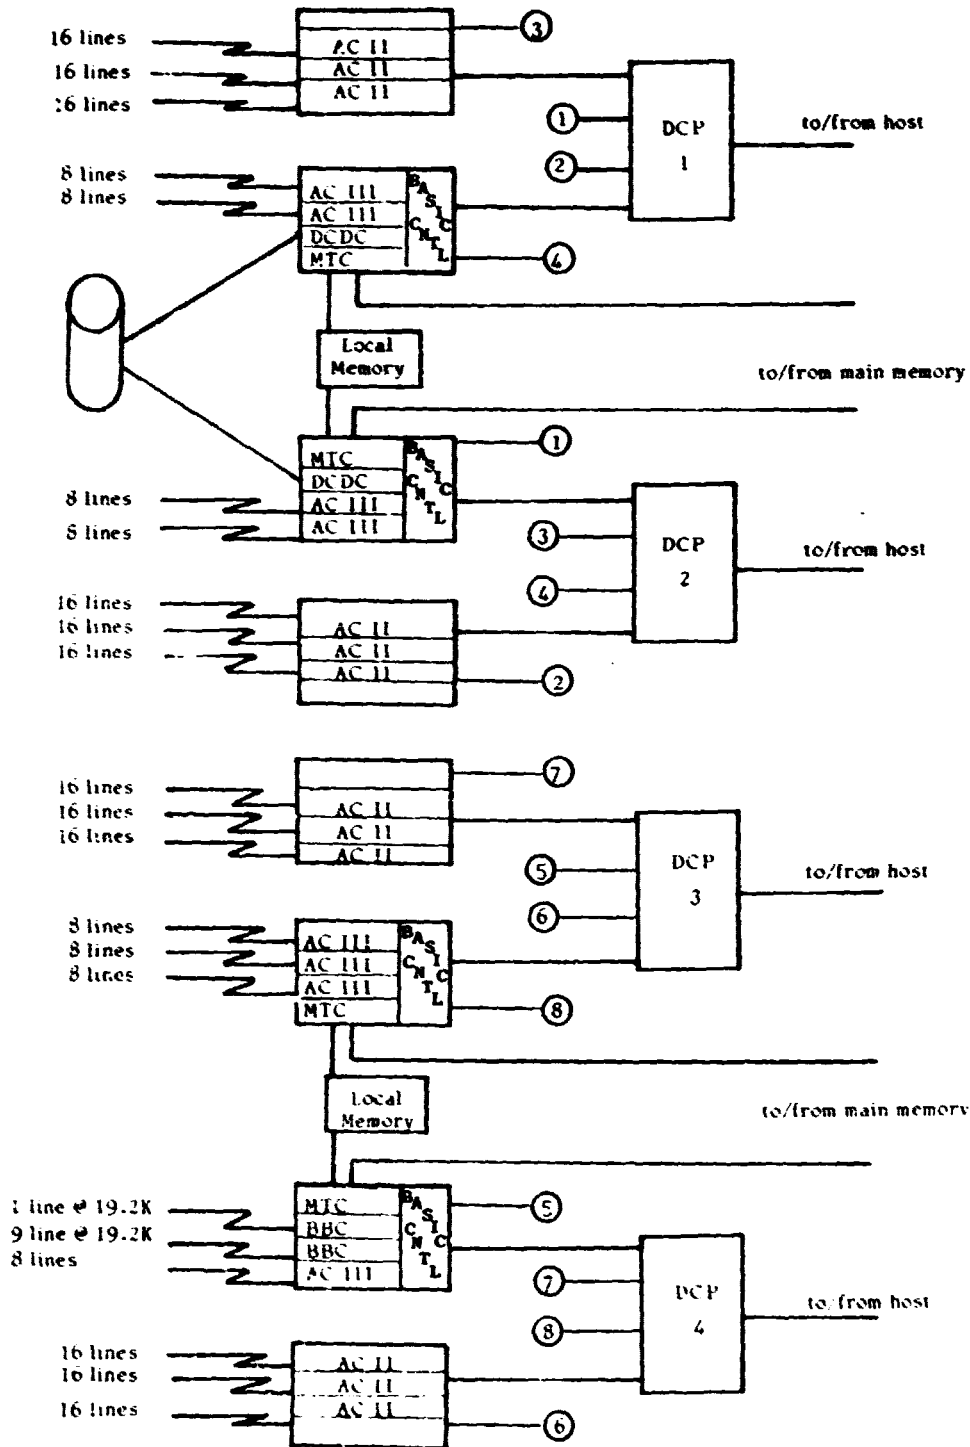 3
16 lines
AC II
16 lines
AC II
16 lines
AC II
DCP
1
to/from host
1
2
8 lines
AC III
8 lines
AC III
DCDC
MTC
BASIC
CNTL
4
Local
Memory
to/from main memory
MTC
DCDC
8 lines
AC III
8 lines
AC III
BASIC
CNTL
1
3
DCP
2
to/from host
4
16 lines
AC II
16 lines
AC II
16 lines
AC II
2
7
16 lines
AC II
16 lines
AC II
16 lines
AC II
DCP
3
to/from host
5
6
8 lines
AC III
8 lines
AC III
8 lines
AC III
MTC
BASIC
CNTL
8
Local
Memory
to/from main memory
1 line @ 19.2K
9 line @ 19.2K
8 lines
MTC
BBC
BBC
AC III
BASIC
CNTL
5
7
8
DCP
4
to/from host
16 lines
AC II
16 lines
AC II
16 lines
AC II
6